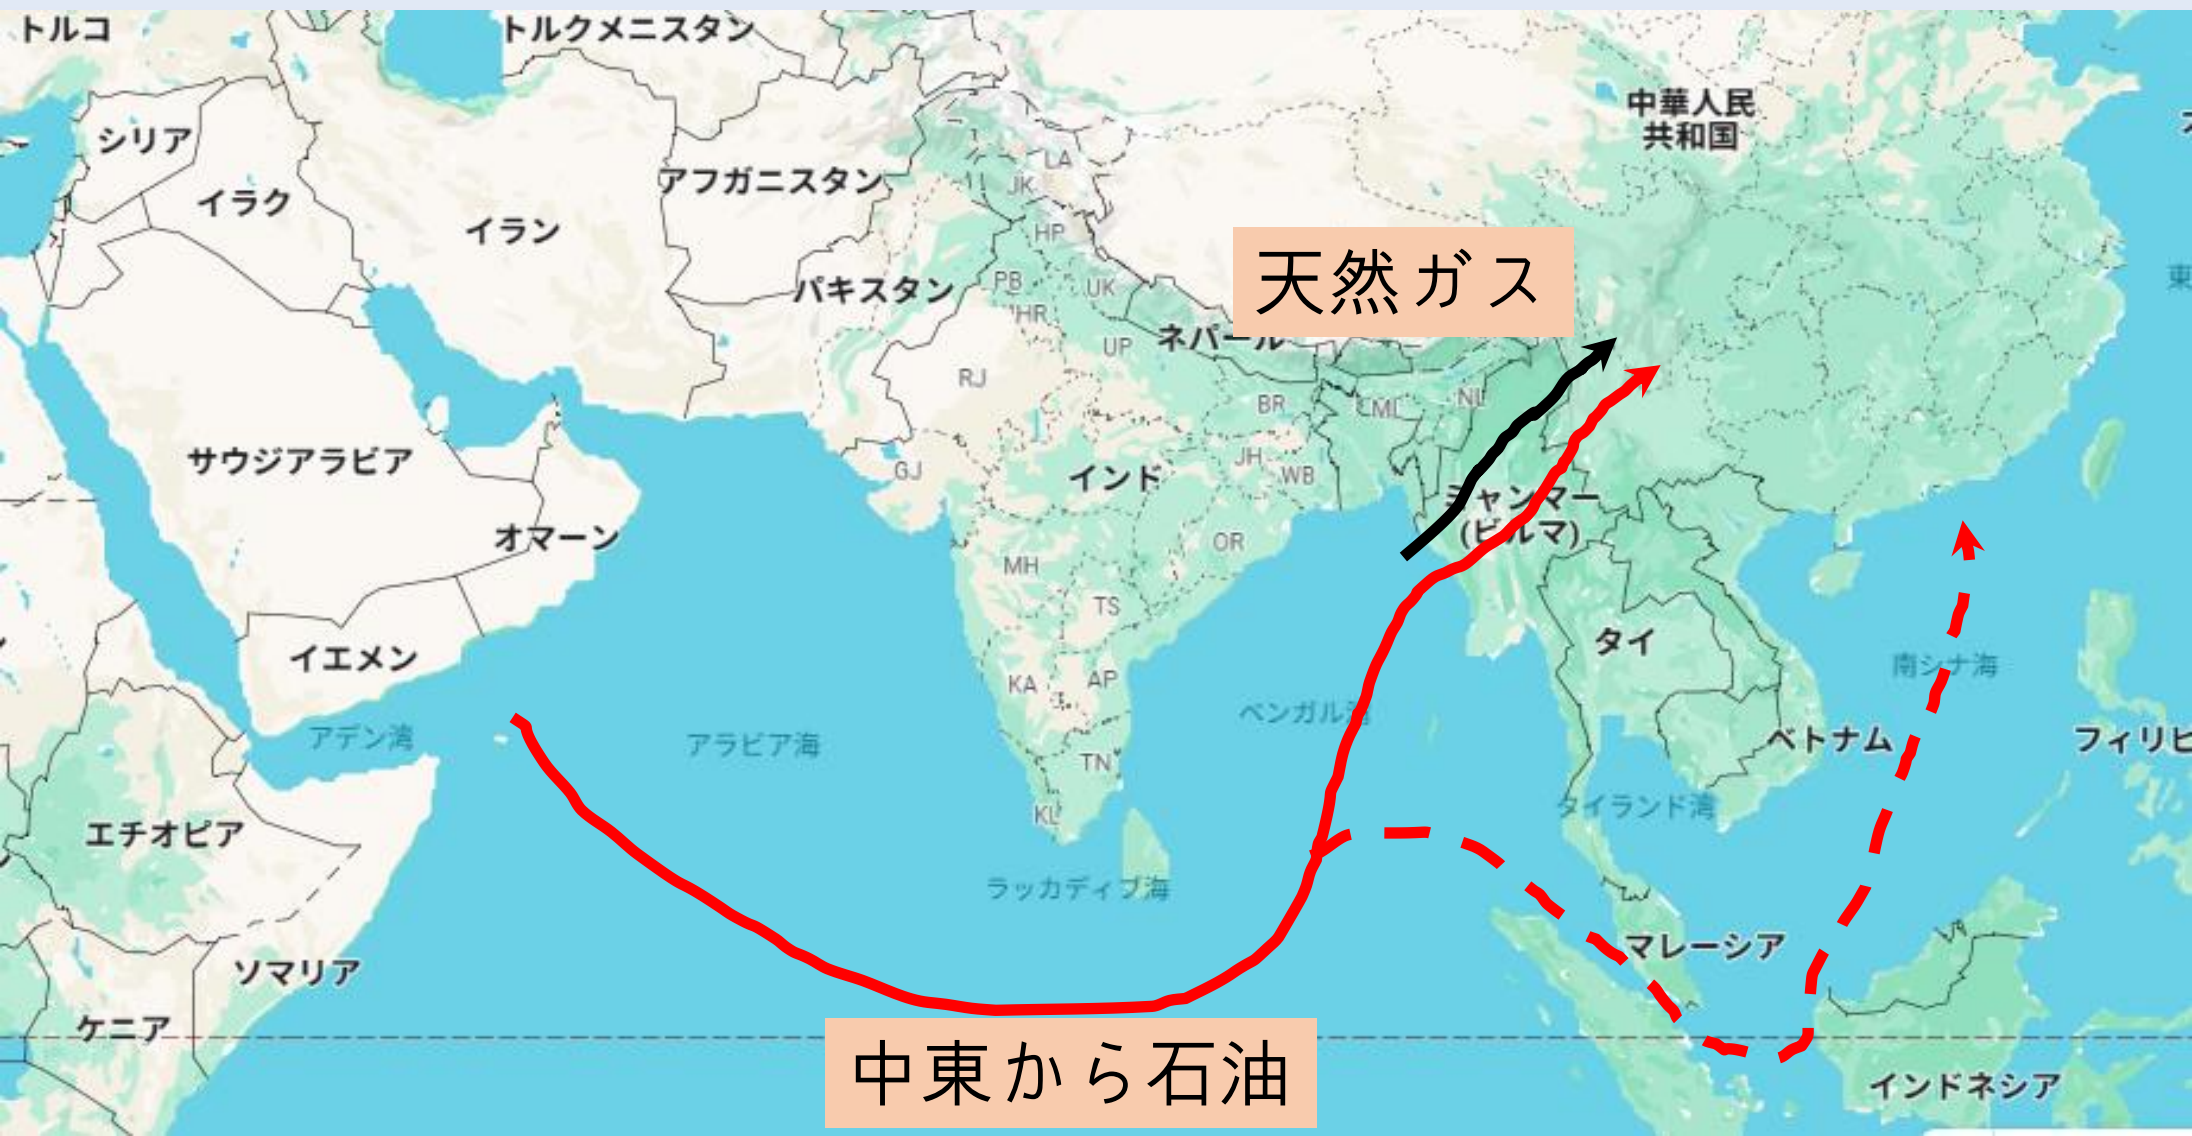 トルコ
トルクメニスタン
中華人民
共和国
シリア
LA
アフガニスタン
JK
イラク
イラン
HP
天然ガス
東
パキスタン
PB
UK
HR
ネパール
UP
RJ
BR
ML
NL
サウジアラビア
GJ
インド
JH
WB
ミャンマー
(ビルマ)
オマーン
OR
MH
TS
タイ
イエメン
KA
AP
南シナ海
アデン湾
アラビア海
ベンガル湾
ベトナム
フィリピ
TN
タイランド湾
KL
エチオピア
ラッカディブ海
マレーシア
ソマリア
ケニア
中東から石油
インドネシア